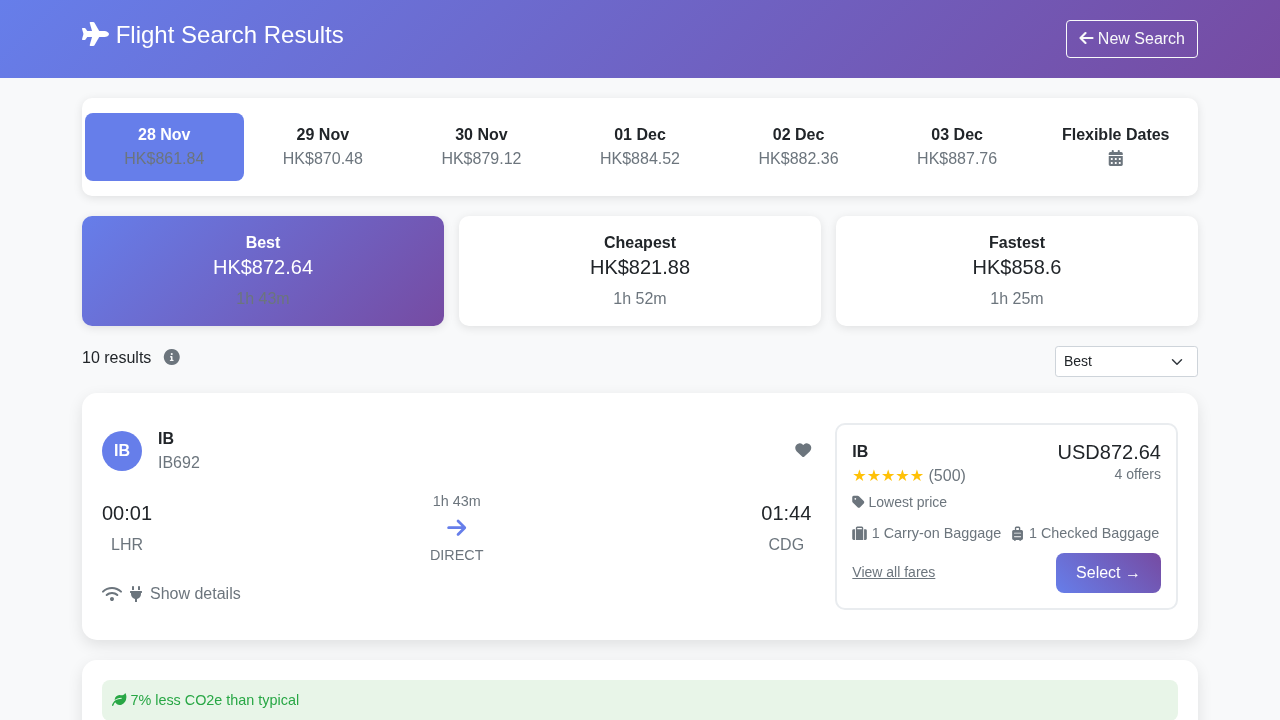 Flight Search Results
New Search
28 Nov
HK$861.84
29 Nov
HK$870.48
30 Nov
HK$879.12
01 Dec
HK$884.52
02 Dec
HK$882.36
03 Dec
HK$887.76
Flexible Dates
Best
HK$872.64
1h 43m
Cheapest
HK$821.88
1h 52m
Fastest
HK$858.6
1h 25m
10 results
Best
IB
IB
IB692
00:01
LHR
1h 43m
DIRECT
01:44
CDG
Show details
IB
★★★★★ (500)
USD872.64
4 offers
Lowest price
1 Carry-on Baggage 1 Checked Baggage
View all fares
Select →
7% less CO2e than typical